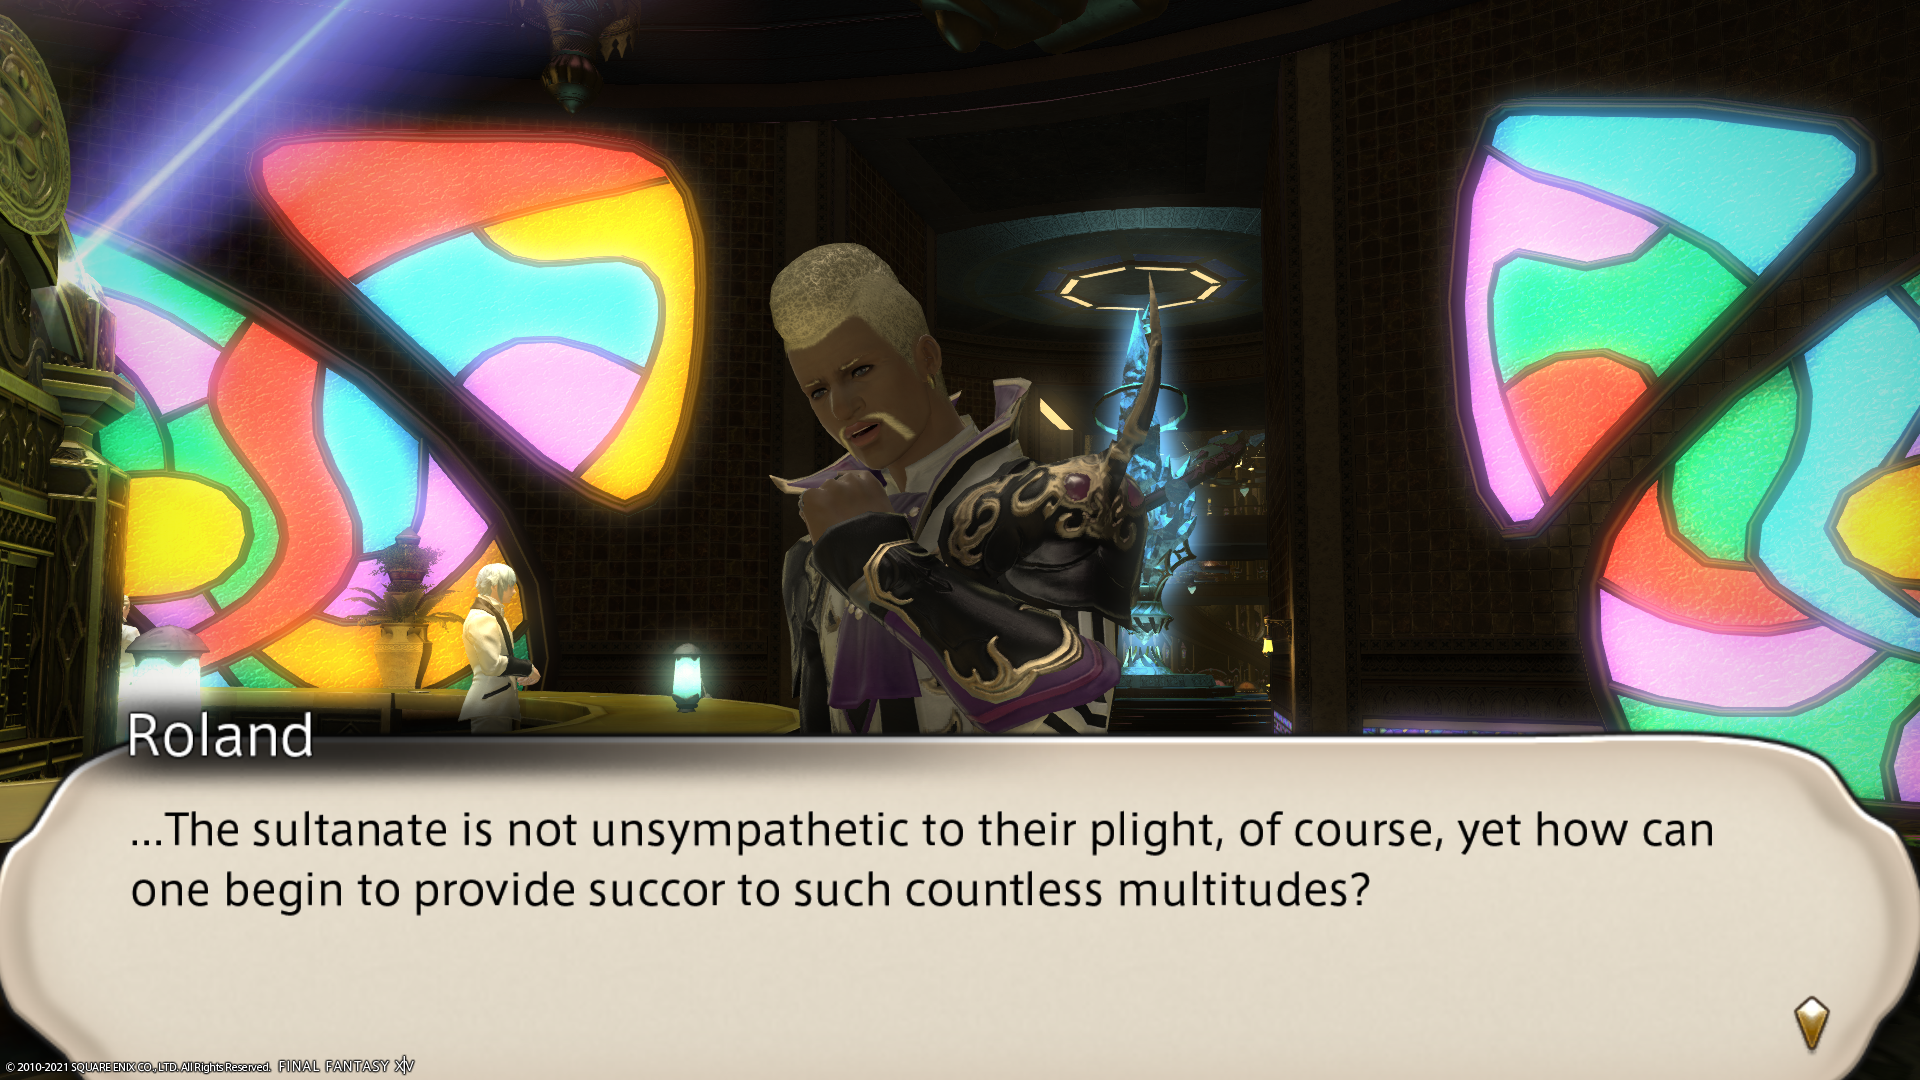 Roland
...The sultanate is not unsympathetic to their plight, of course, yet how can
one begin to provide succor to such countless multitudes?
© 2010-2021 SQUARE ENIX CO., LTD. All Rights Reserved. FINAL FANTASY XIV